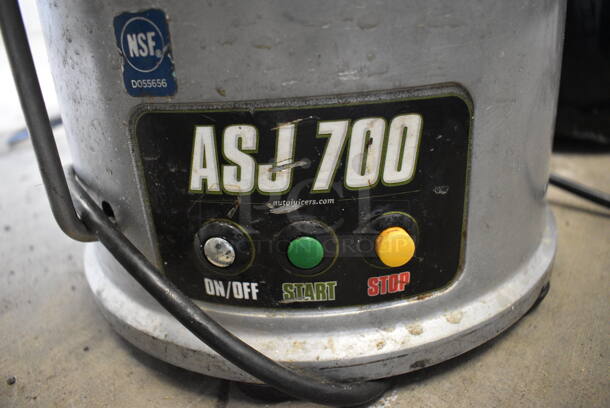 NSF®
D055656
ASJ 700
autojuicers.com
ON/OFF START STOP